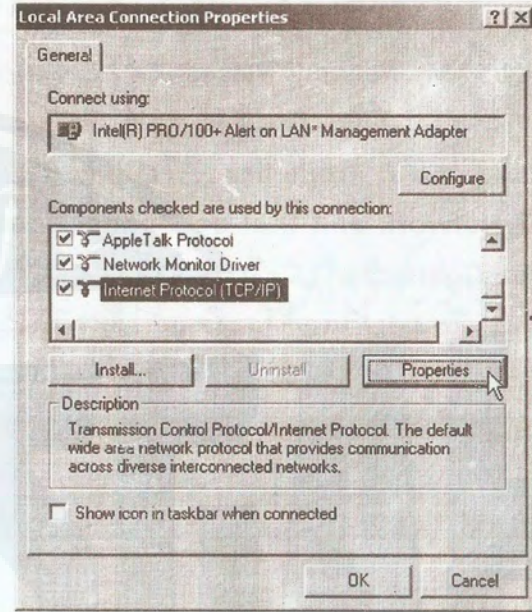 Local Area Connection Properties
General
Connect using:
Intel(R) PRO/100+ Alert on LAN* Management Adapter
Configure
Components checked are used by this connection:
AppleTalk Protocol
Network Monitor Driver
Internet Protocol (TCP/IP)
Install... Uninstall Properties
Description
Transmission Control Protocol/Internet Protocol. The default
wide area network protocol that provides communication
across diverse interconnected networks.
Show icon in taskbar when connected
OK Cancel